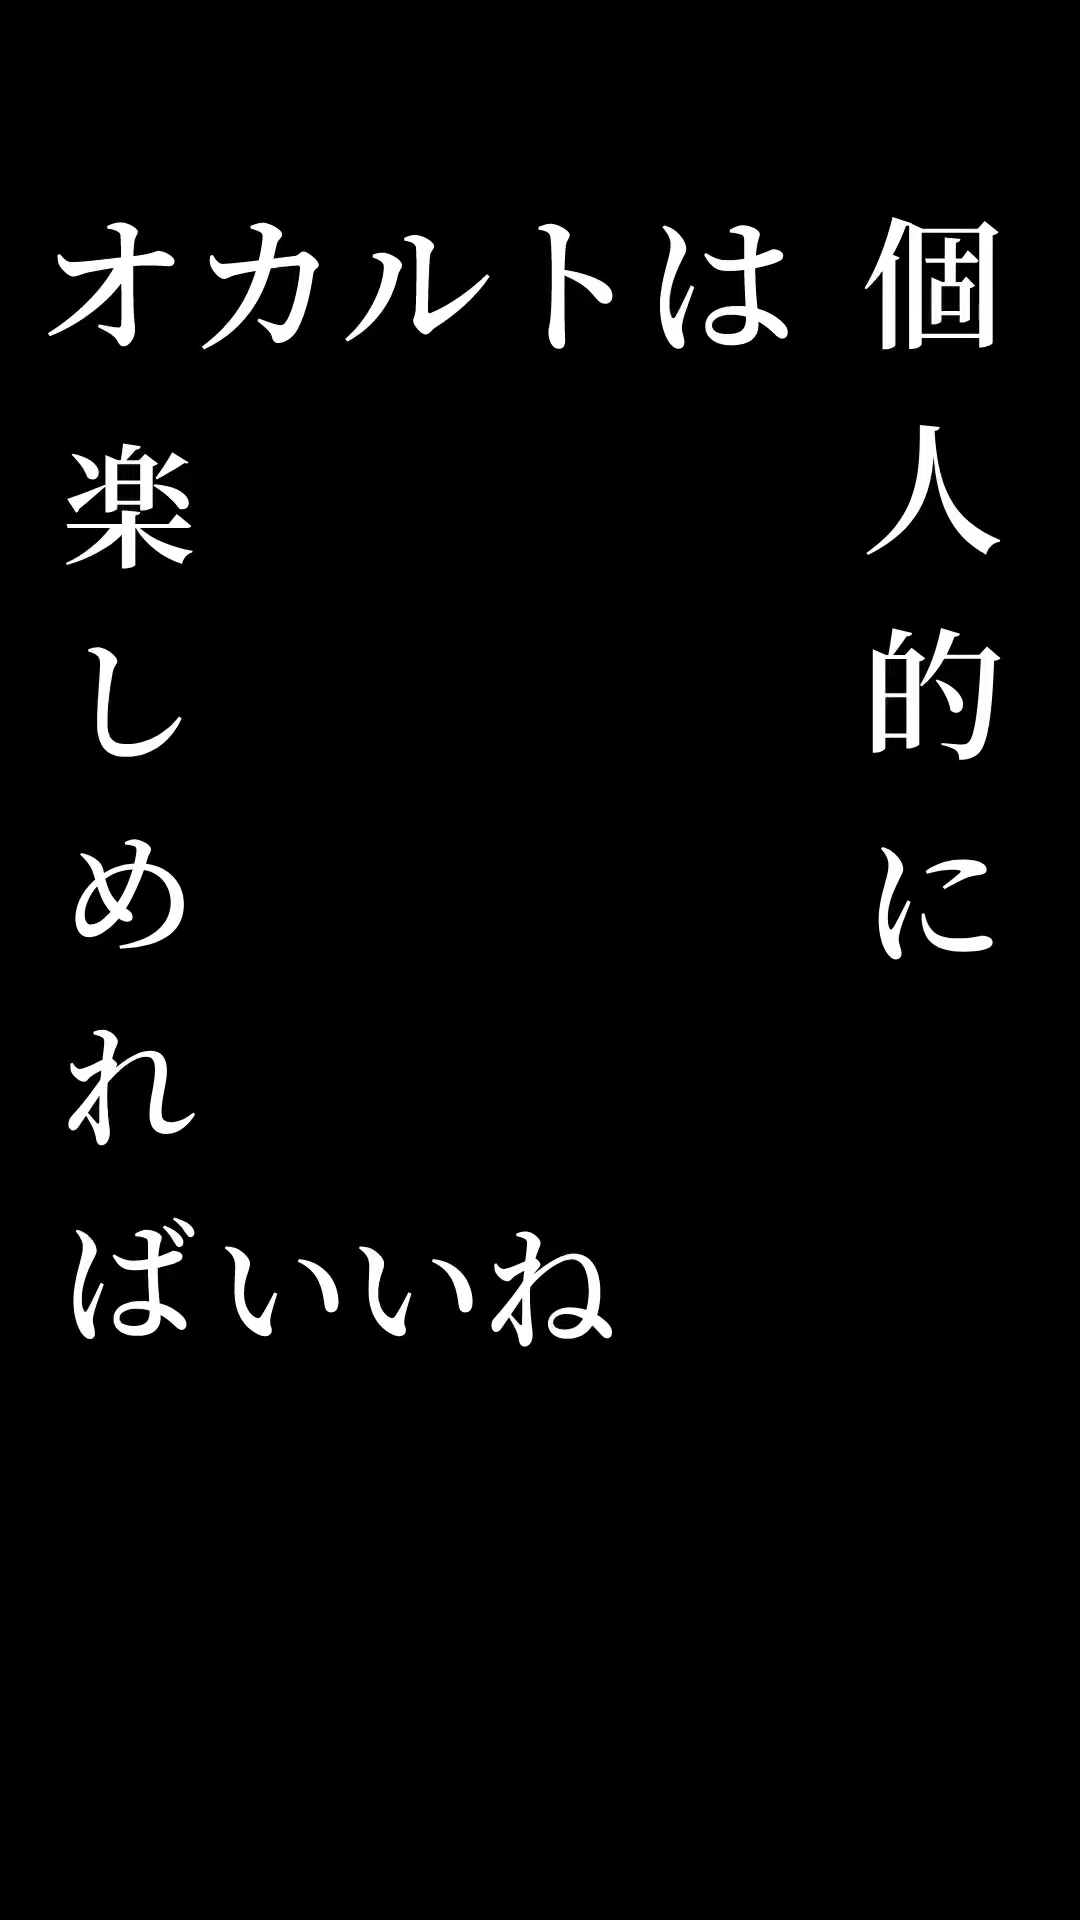 オカルトは
個人的に
楽しめれ
ばいいね